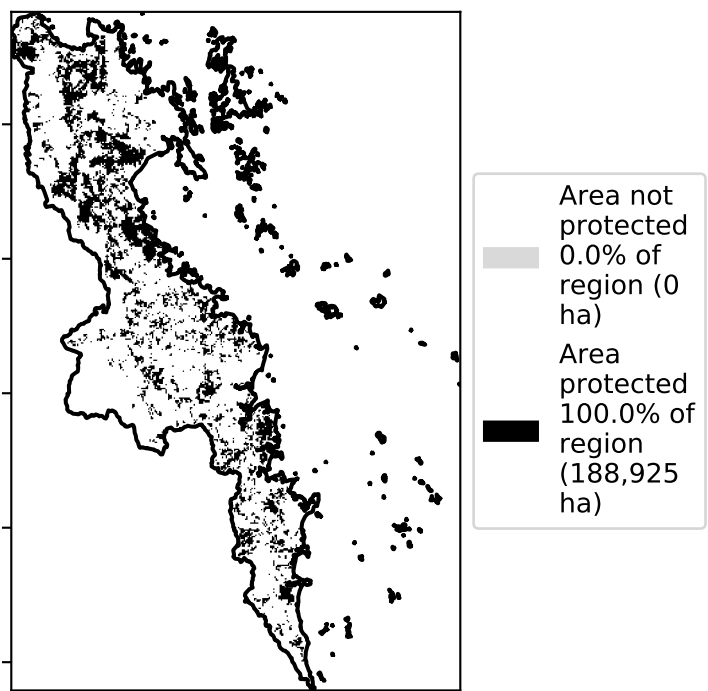 Area not
protected
0.0% of
region (0
ha)
Area
protected
100.0% of
region
(188,925
ha)